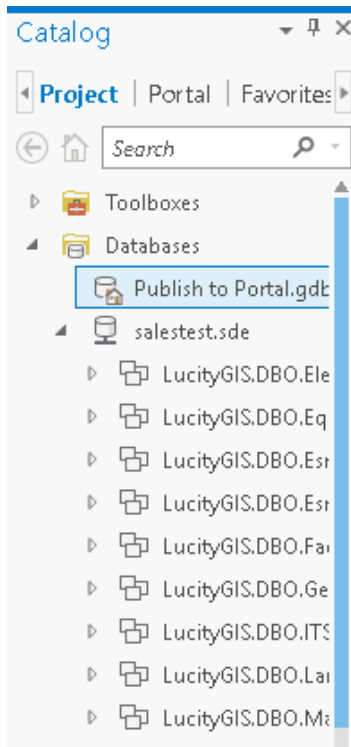 Catalog
Project | Portal | Favorites
Search
Toolboxes
Databases
Publish to Portal.gdb
salestest.sde
LucityGIS.DBO.Ele
LucityGIS.DBO.Eq
LucityGIS.DBO.Esr
LucityGIS.DBO.Esr
LucityGIS.DBO.Fa
LucityGIS.DBO.Ge
LucityGIS.DBO.ITS
LucityGIS.DBO.Lar
LucityGIS.DBO.Ma